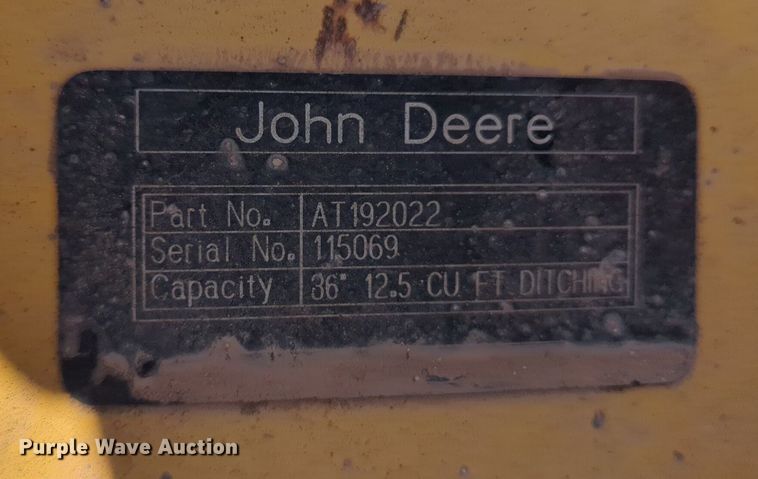 John Deere
Part No. AT192022
Serial No. 115069
Capacity 36" 12.5 CU FT DITCHING
Purple Wave Auction